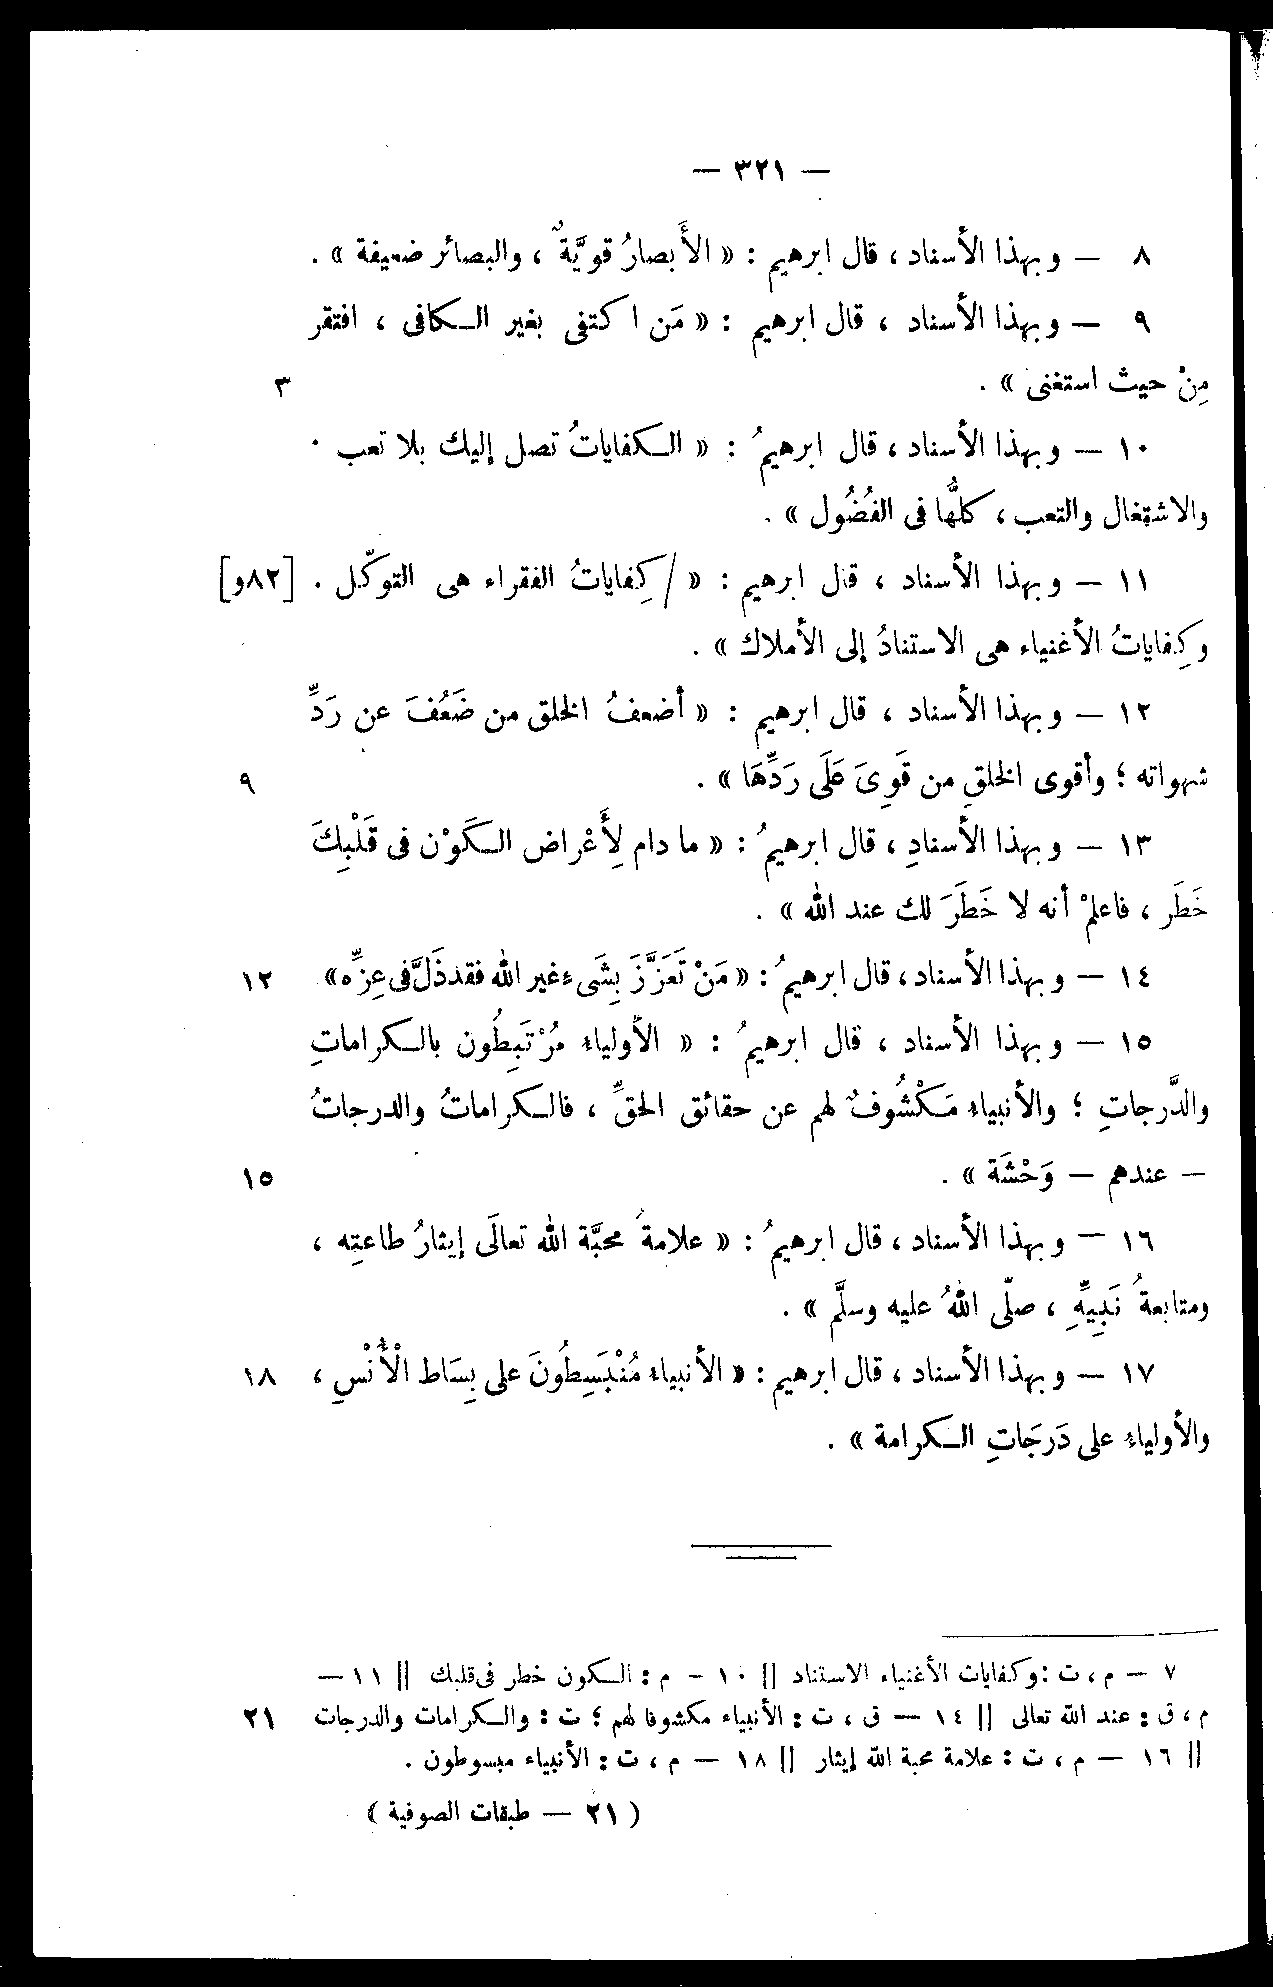 — ٣٢١ —
٨ — وبهذا الأسناد ، قال ابرهيم : « الأَبصارُ قويَّةٌ ، والبصائر ضعيفة » .
٩ — وبهذا الأسناد ، قال ابرهيم : « مَن اكتفى بغير الكافى ، افتقر
مِنْ حيث استغنى » . ٣
١٠ — وبهذا الأسناد ، قال ابرهيمُ : « الكفاياتُ تصل إليك بلا تعب .
والاشتغال والتعب ، كلُّها فى الفُضُول » .
١١ — وبهذا الأسناد ، قال ابرهيم : « / كِفاياتُ الفقراء هى التوكّل . [٨٢و]
وكِفاياتُ الأغنياء هى الاستنادُ إلى الأملاك » .
١٢ — وبهذا الأسناد ، قال ابرهيم : « أضعفُ الخلق من ضَعُفَ عن رَدِّ
شهواته ؛ وأقوى الخلقِ من قَوِىَ عَلَى رَدِّهَا » . ٩
١٣ — وبهذا الأسنادِ ، قال ابرهيمُ : « ما دام لِأَعْراض الكَوْن فى قَلْبِكَ
خَطَر ، فاعلمْ أنه لا خَطَرَ لك عند الله » .
١٤ — وبهذا الأسناد ، قال ابرهيمُ : « مَنْ تَعَزَّزَ بِشَىء غير الله فقد ذَلَّ فى عِزِّه » ١٢
١٥ — وبهذا الأسناد ، قال ابرهيمُ : « الأولياء مُرْتَبِطُون بالكراماتِ
والدَّرجاتِ ؛ والأنبياء مَكْشُوفٌ لهم عن حقائق الحقِّ ، فالكراماتُ والدرجاتُ
— عندهم — وَحْشَة » . ١٥
١٦ — وبهذا الأسناد ، قال ابرهيمُ : « علامةُ محبَّة الله تعالَى إيثارُ طاعتِه ،
ومتابعةُ نَبِيِّهِ ، صلّى اللهُ عليه وسلَّم » .
١٧ — وبهذا الأسناد ، قال ابرهيم : « الأنبياء مُنْبَسِطُونَ على بِسَاط الْأُنْسِ ، ١٨
والأولياء على دَرجَاتِ الكرامة » .
٧ — م ، ت : وكفايات الأغنياء الاستناد || ١٠ — م : الكون خطر فى قلبك || ١١ —
م ، ق : عند الله تعالى || ١٤ — ق ، ت : الأنبياء مكشوفا لهم ؛ ت : والكرامات والدرجات ٢١
|| ١٦ — م ، ت : علامة محبة الله إيثار || ١٨ — م ، ت : الأنبياء مبسوطون .
( ٢١ — طبقات الصوفية )